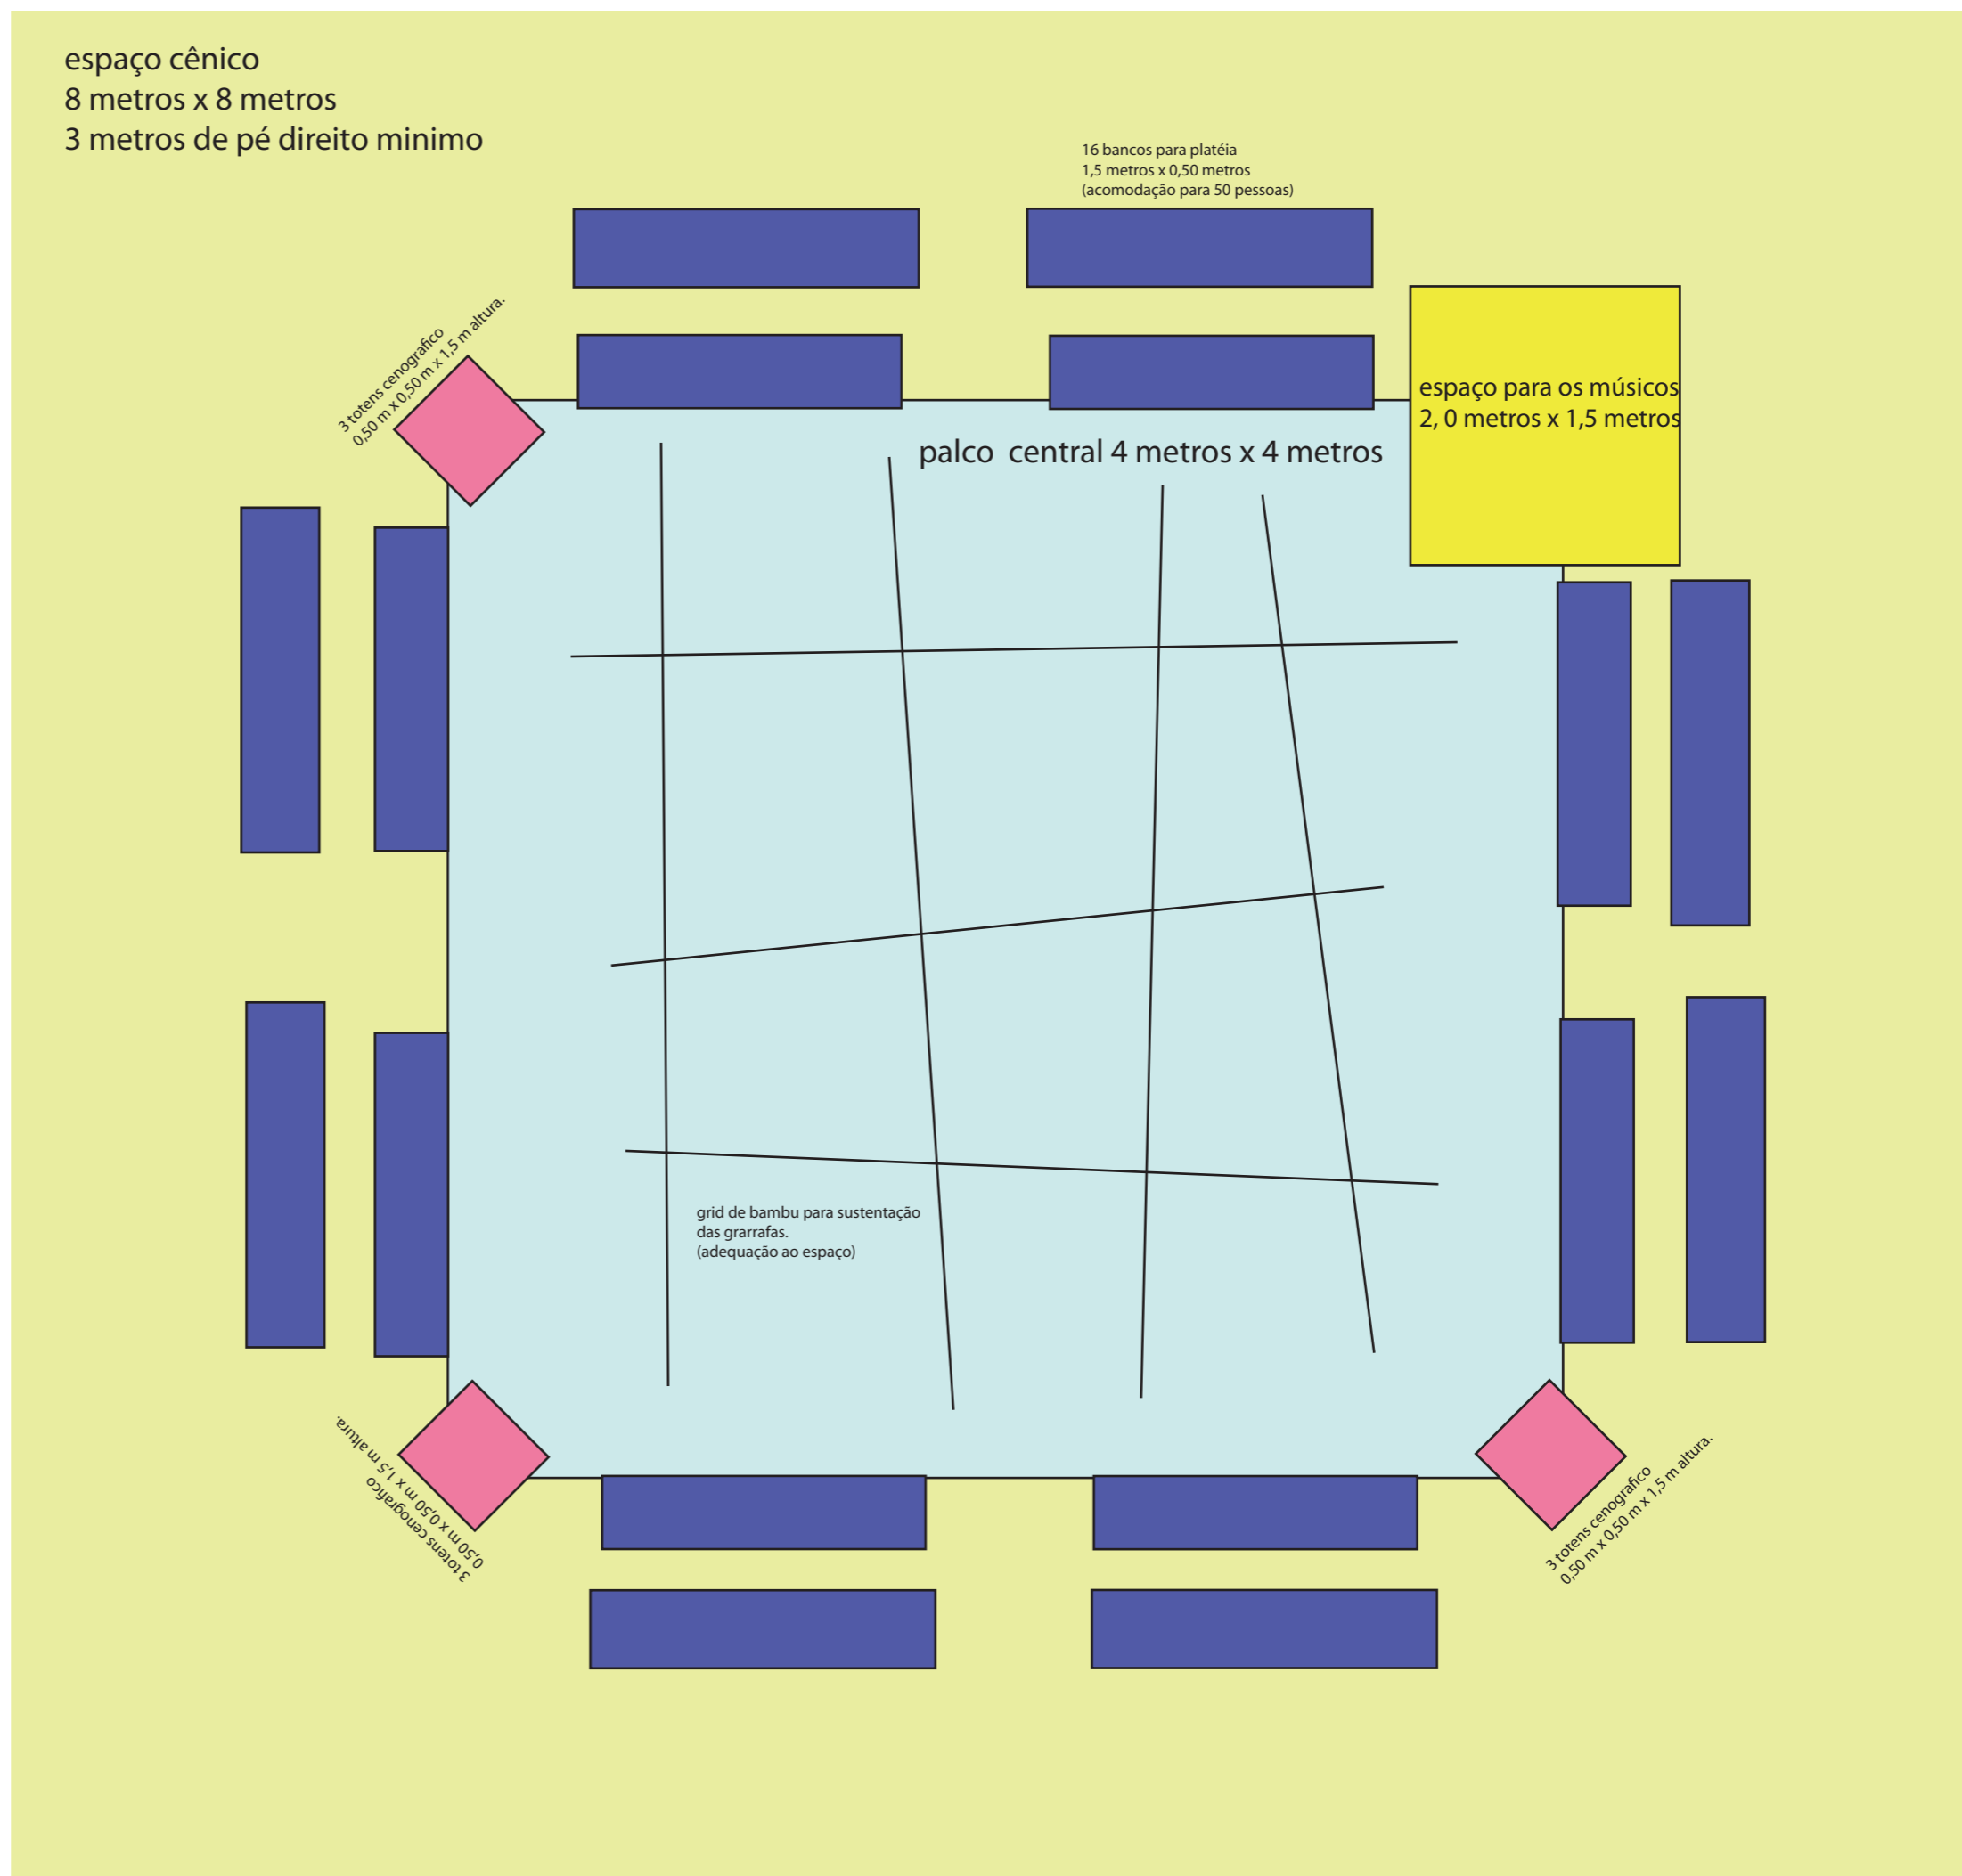 espaço cênico
8 metros x 8 metros
3 metros de pé direito minimo
16 bancos para platéia
1,5 metros x 0,50 metros
(acomodação para 50 pessoas)
3 totens cenografico
0,50 m x 0,50 m x 1,5 m altura.
espaço para os músicos
2, 0 metros x 1,5 metros
palco central 4 metros x 4 metros
grid de bambu para sustentação
das grarrafas.
(adequação ao espaço)
3 totens cenografico
0,50 m x 0,50 m x 1,5 m altura.
3 totens cenografico
0,50 m x 0,50 m x 1,5 m altura.